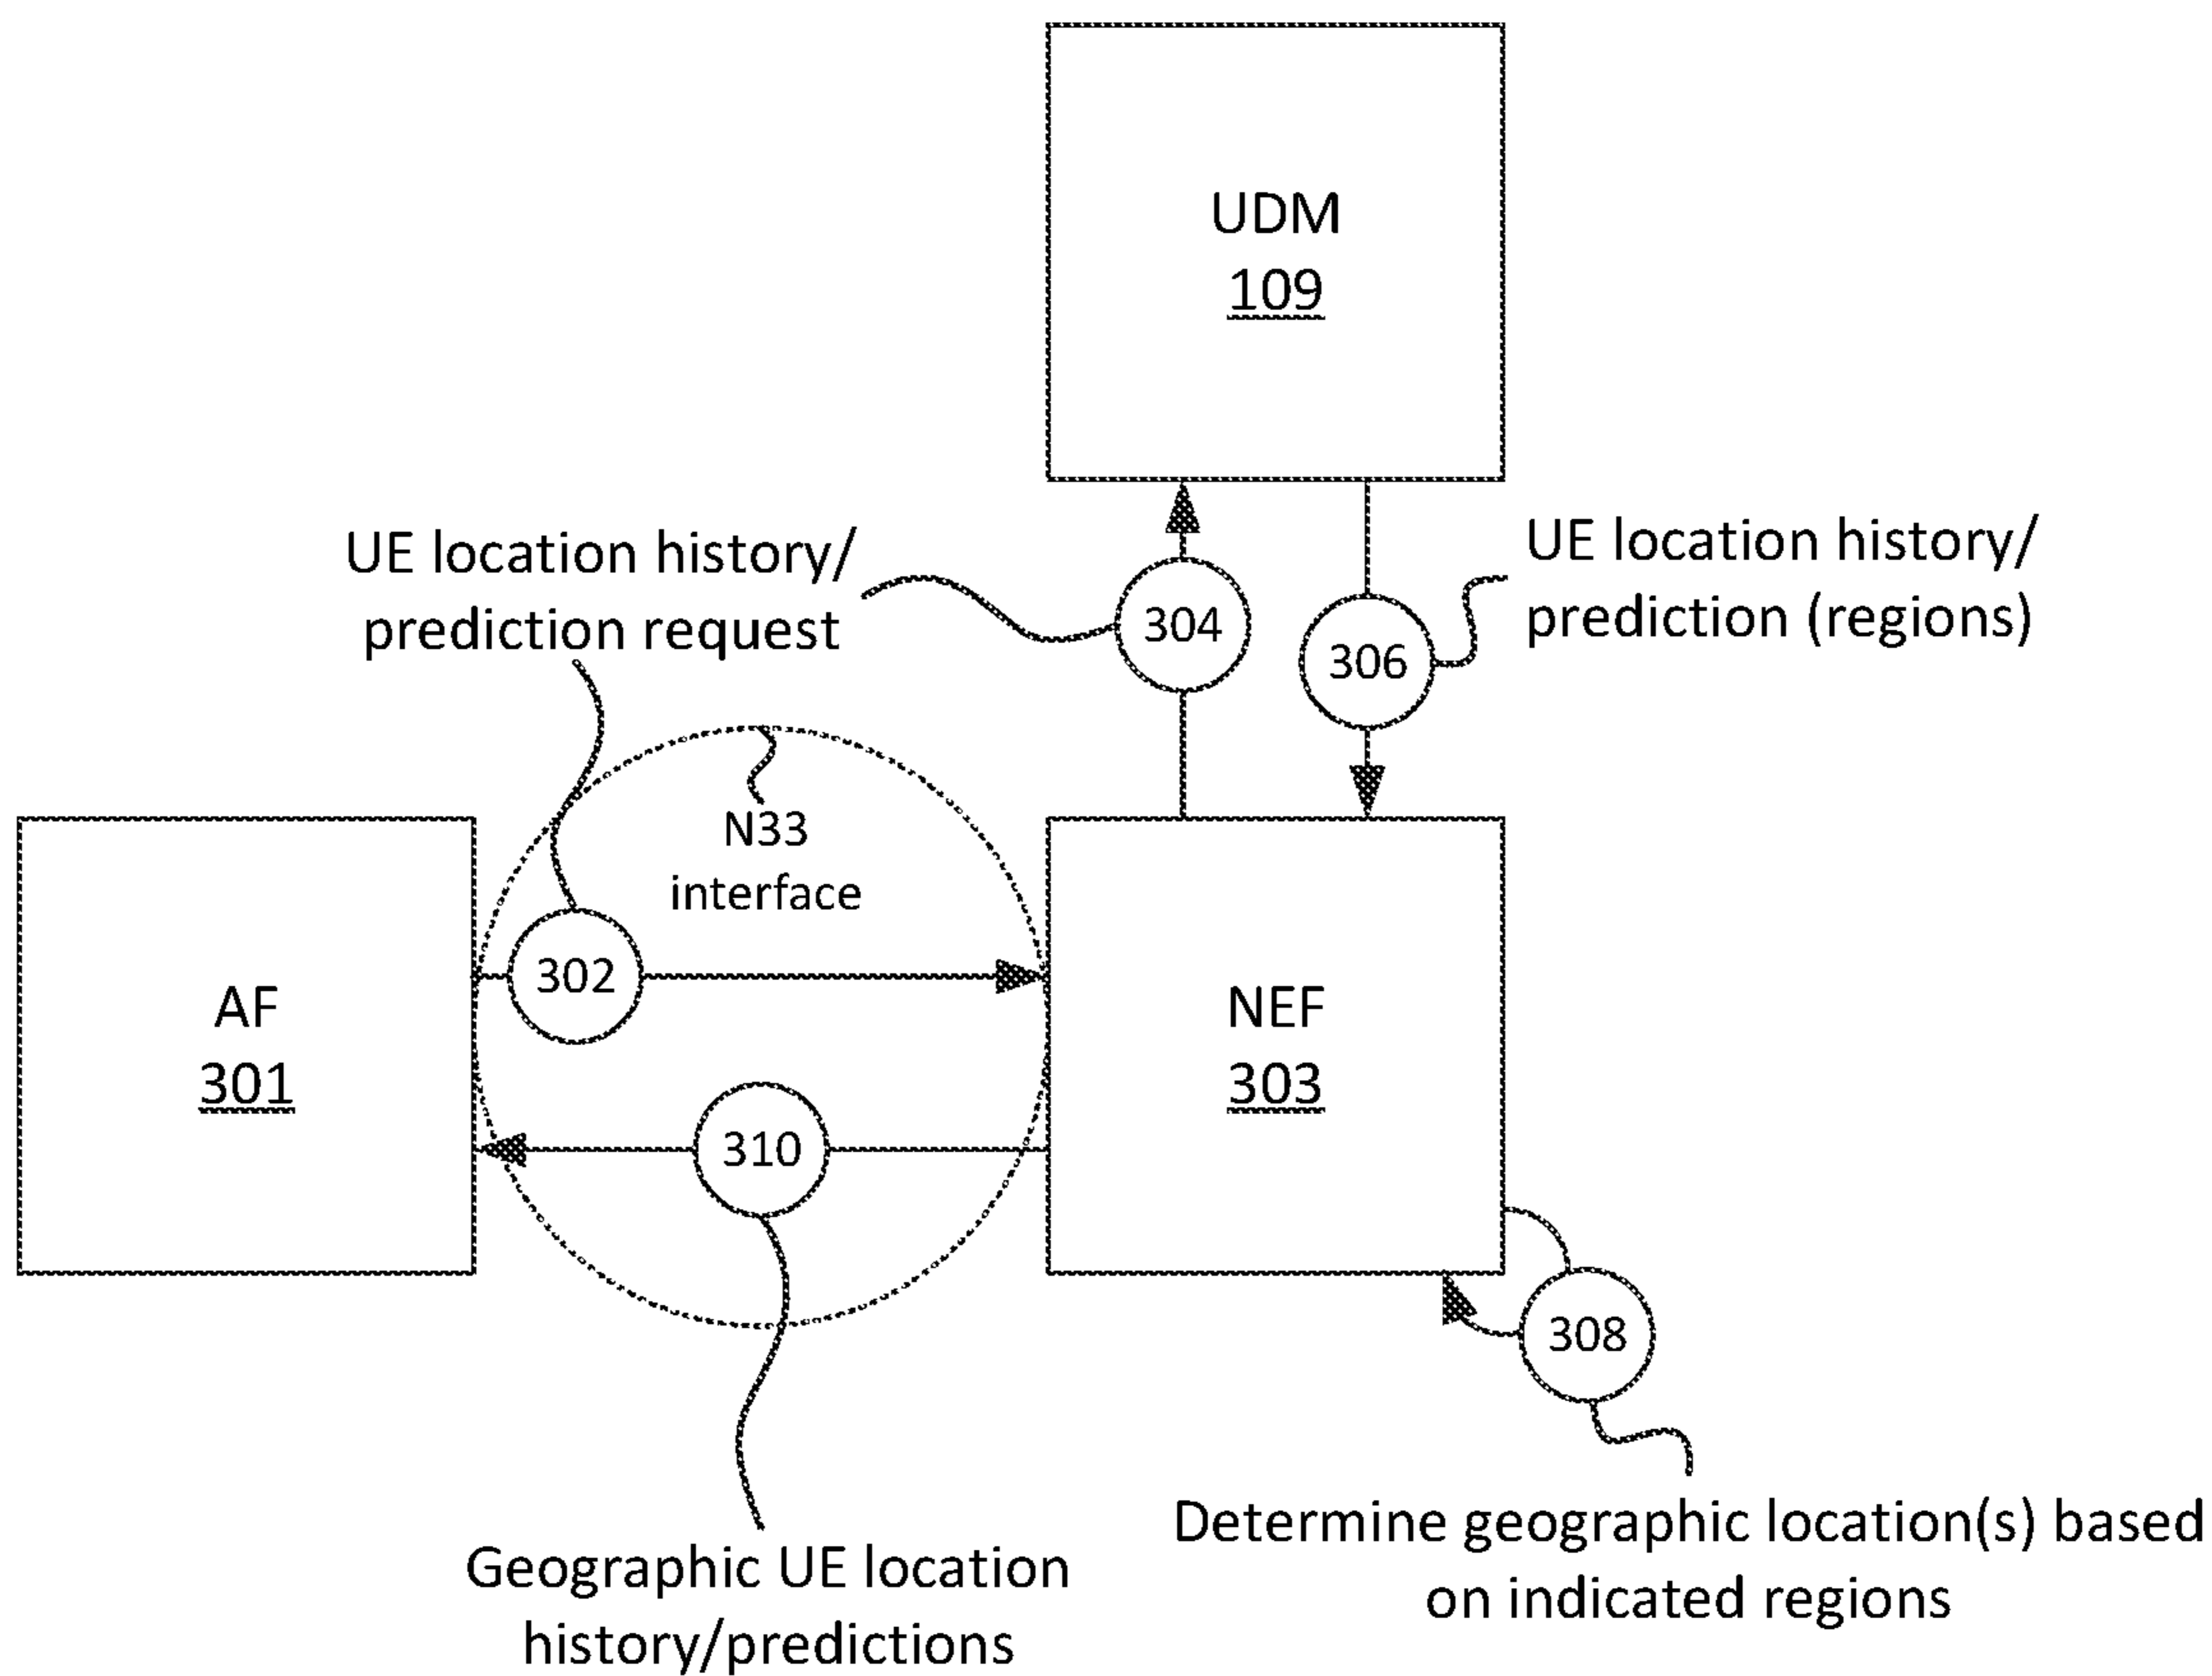 UDM
109
UE location history/
prediction request
304
306
UE location history/
prediction (regions)
N33
interface
AF
301
302
NEF
303
310
308
Geographic UE location
history/predictions
Determine geographic location(s) based
on indicated regions